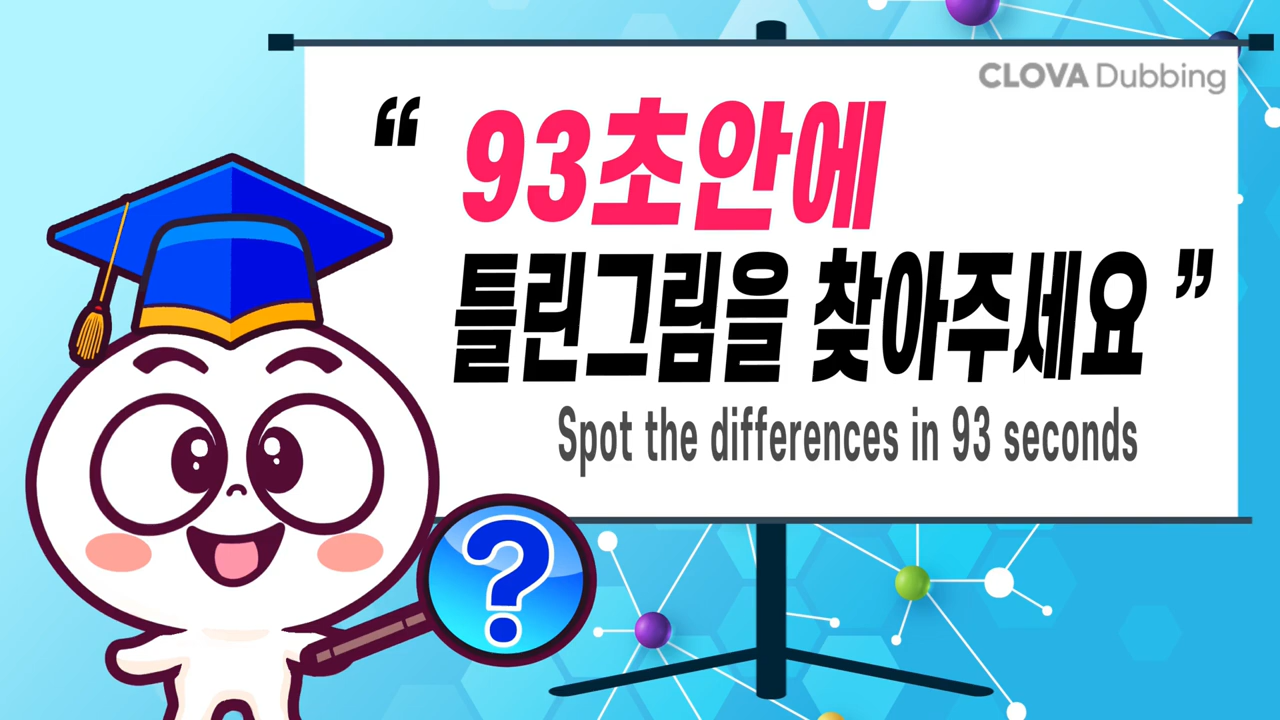 CLOVA Dubbing
“ 93초안에
틀린그림을 찾아주세요 ”
Spot the differences in 93 seconds
?